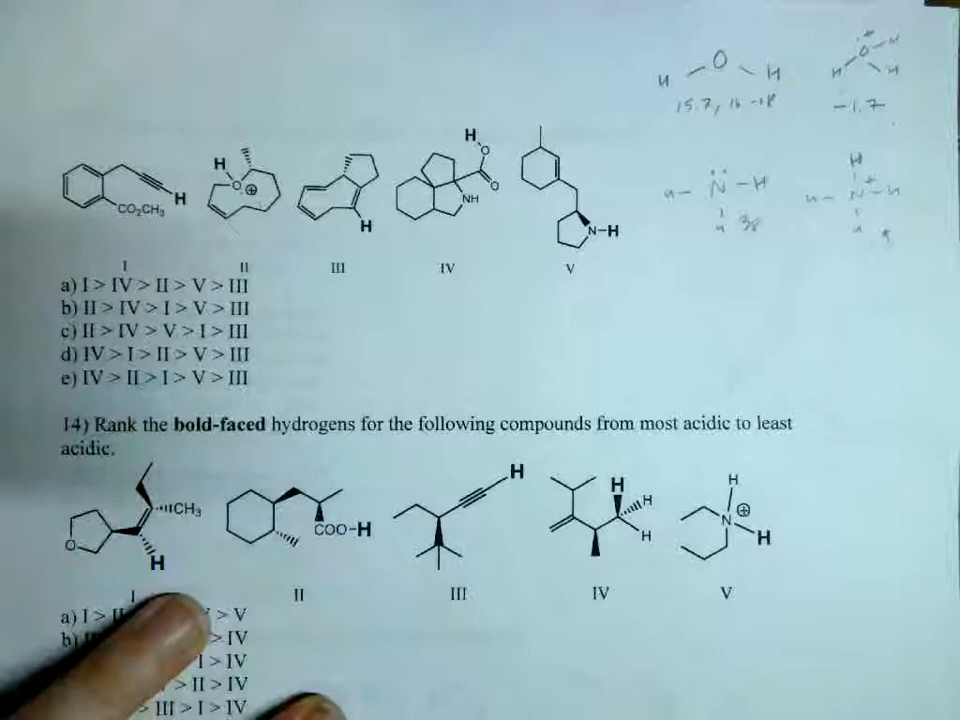 H O H
H O + H H
15.7, 16 - 18
-1.7
H N H
H 38
H
H N + H
H 9
H O H O NH
H O ⊕
H CO₂CH₃
H
N-H
I II III IV V
a) I > IV > II > V > III
b) II > IV > I > V > III
c) II > IV > V > I > III
d) IV > I > II > V > III
e) IV > II > I > V > III
14) Rank the bold-faced hydrogens for the following compounds from most acidic to least
acidic.
O H CH₃
COO-H
H
H H H
H N ⊕ H
I II III IV V
a) I > > V
b) > IV
I > IV
> II > IV
> III > I > IV